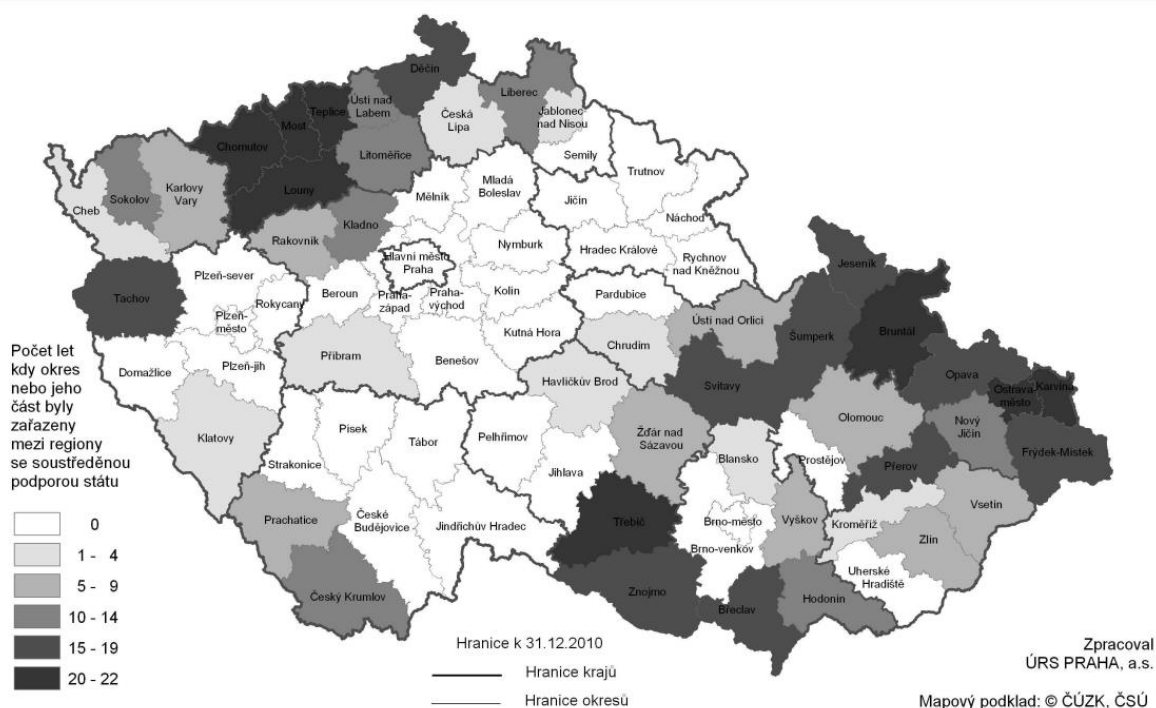 Děčín
Liberec
Ústí nad
Labem
Teplice
Most
Česká
Lípa
Jablonec
nad Nisou
Chomutov
Litoměřice
Semily
Trutnov
Louny
Mladá
Boleslav
Karlovy
Vary
Sokolov
Cheb
Mělník
Jičín
Náchod
Kladno
Rakovník
Nymburk
Hradec Králové
Rychnov
nad Kněžnou
Hlavní město
Praha
Jeseník
Plzeň-sever
Rokycany
Beroun
Praha-
západ
Praha-
východ
Kolín
Pardubice
Tachov
Plzeň-
město
Ústí nad Orlicí
Šumperk
Bruntál
Kutná Hora
Chrudim
Příbram
Benešov
Domažlice
Plzeň-jih
Havlíčkův Brod
Svitavy
Opava
Ostrava-
město
Karviná
Olomouc
Nový
Jičín
Klatovy
Písek
Tábor
Pelhřimov
Žďár nad
Sázavou
Frýdek-Místek
Strakonice
Jihlava
Blansko
Prostějov
Přerov
Prachatice
České
Budějovice
Jindřichův Hradec
Třebíč
Brno-město
Vyškov
Kroměříž
Vsetín
Zlín
Brno-venkov
Uherské
Hradiště
Český Krumlov
Znojmo
Břeclav
Hodonín
Počet let
kdy okres
nebo jeho
část byly
zařazeny
mezi regiony
se soustředěnou
podporou státu
0
1 - 4
5 - 9
10 - 14
15 - 19
20 - 22
Hranice k 31.12.2010
Hranice krajů
Hranice okresů
Zpracoval
ÚRS PRAHA, a.s.
Mapový podklad: © ČÚZK, ČSÚ